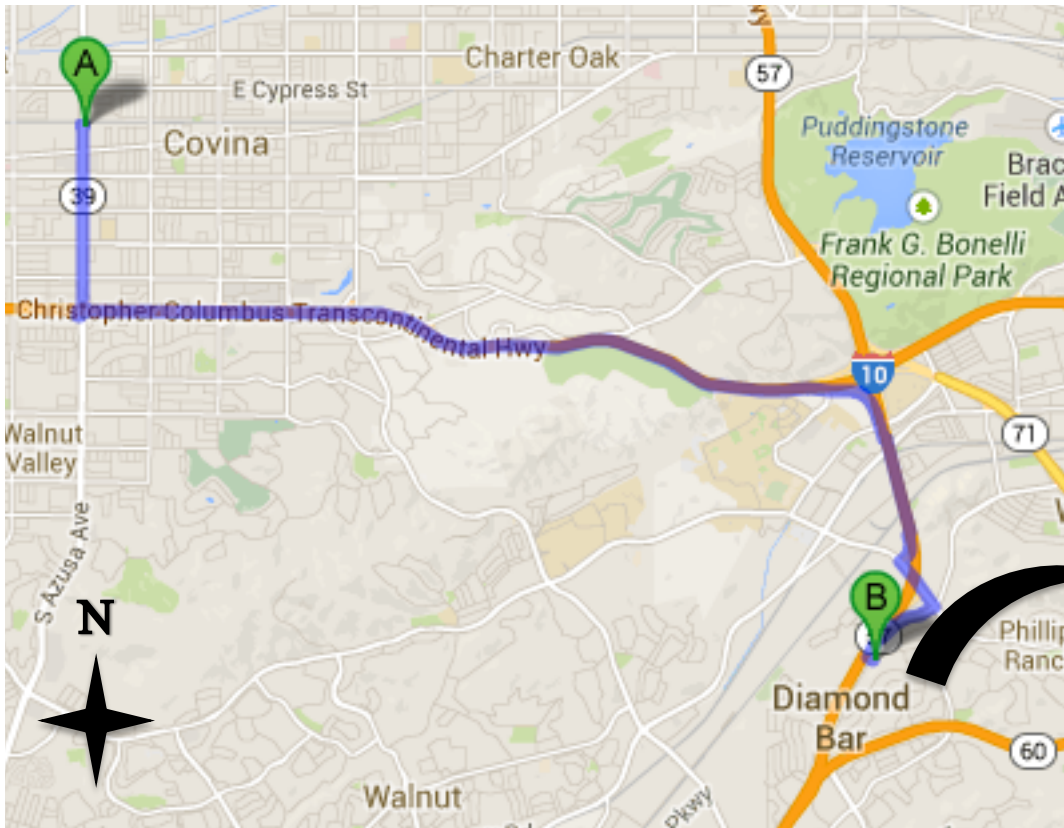 A
Charter Oak
57
E Cypress St
Covina
Puddingstone
Reservoir
Brac
Field A
39
Frank G. Bonelli
Regional Park
Christopher Columbus Transcontinental Hwy
10
71
Walnut
Valley
S Azusa Ave
N
B
Phillip
Ranc
Diamond
Bar
60
Walnut
Pkwy